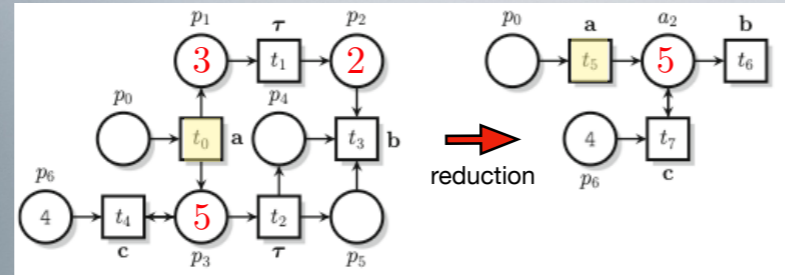 p₁ τ p₂
3 t₁ 2
p₀ p₄
t₀ a t₃ b
p₆
4 t₄ 5 t₂
c p₃ τ p₅
reduction
p₀ a a₂ b
t₅ 5 t₆
4 t₇
p₆ c